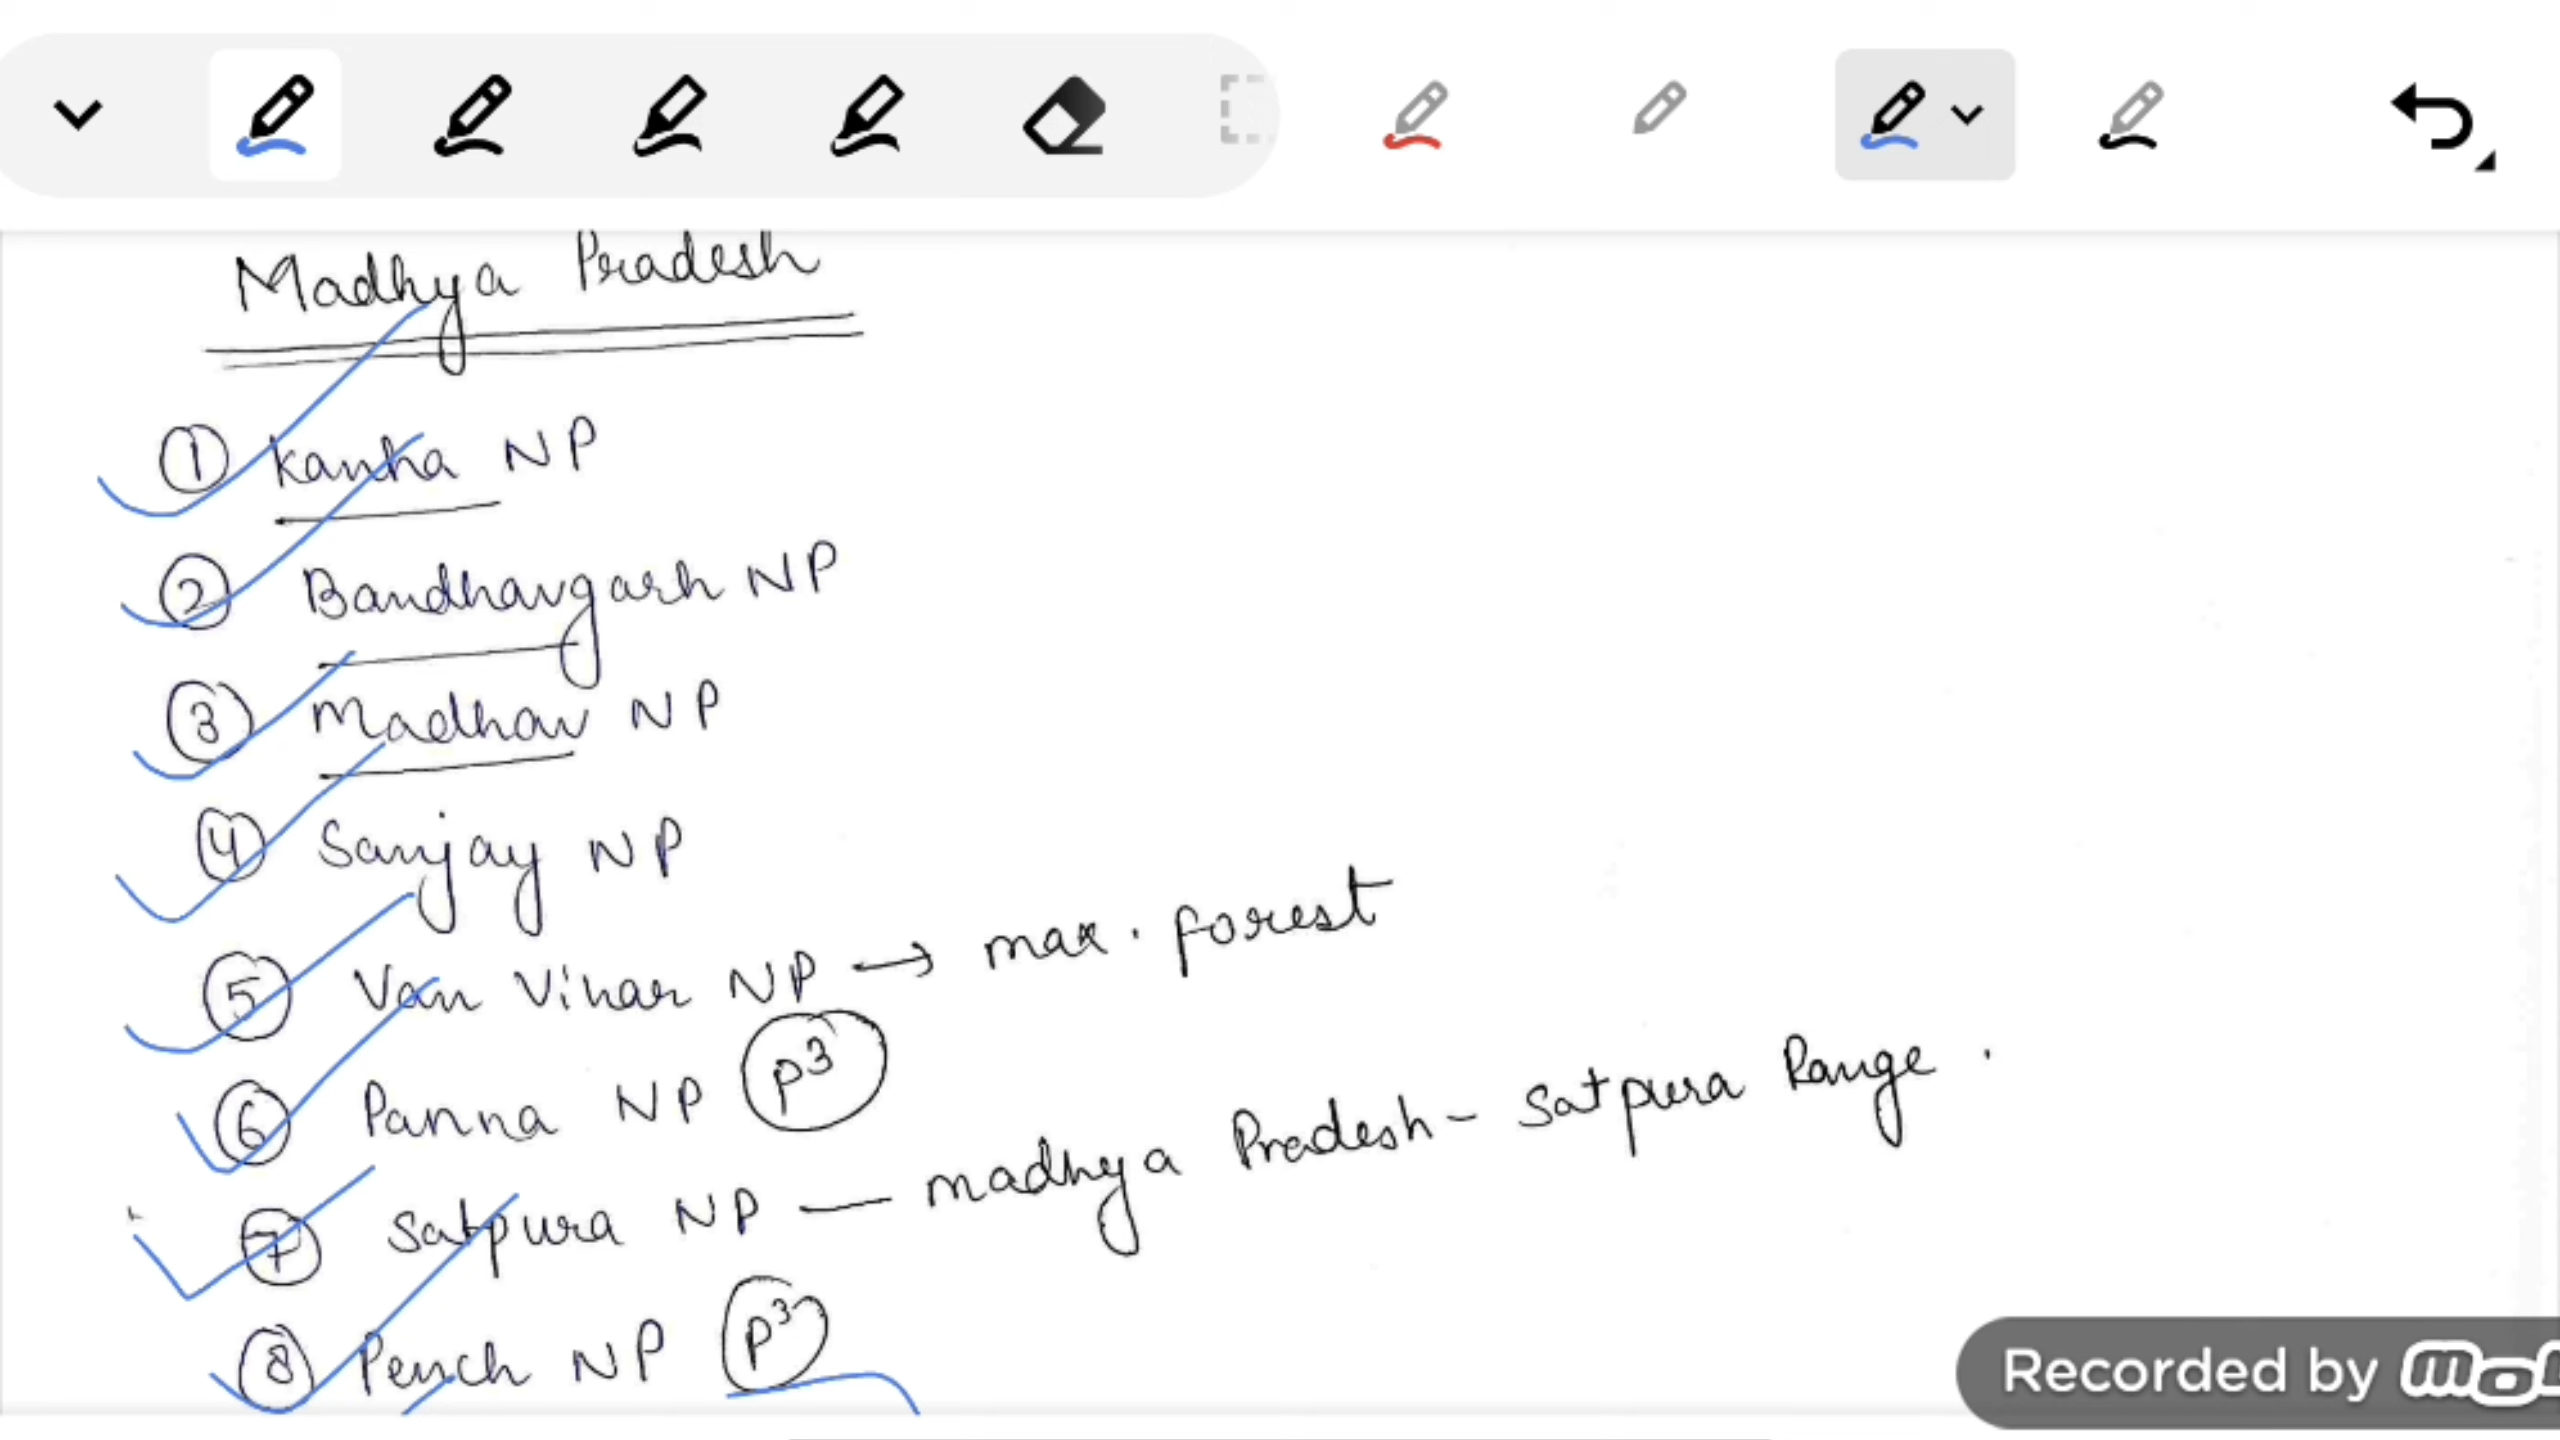 Madhya Pradesh
① Kanha NP
② Bandhavgarh NP
③ Madhav NP
④ Sanjay NP
⑤ Van Vihar NP → max. forest
⑥ Panna NP P³
⑦ Satpura NP — Madhya Pradesh - Satpura Range.
⑧ Pench NP P³
Recorded by